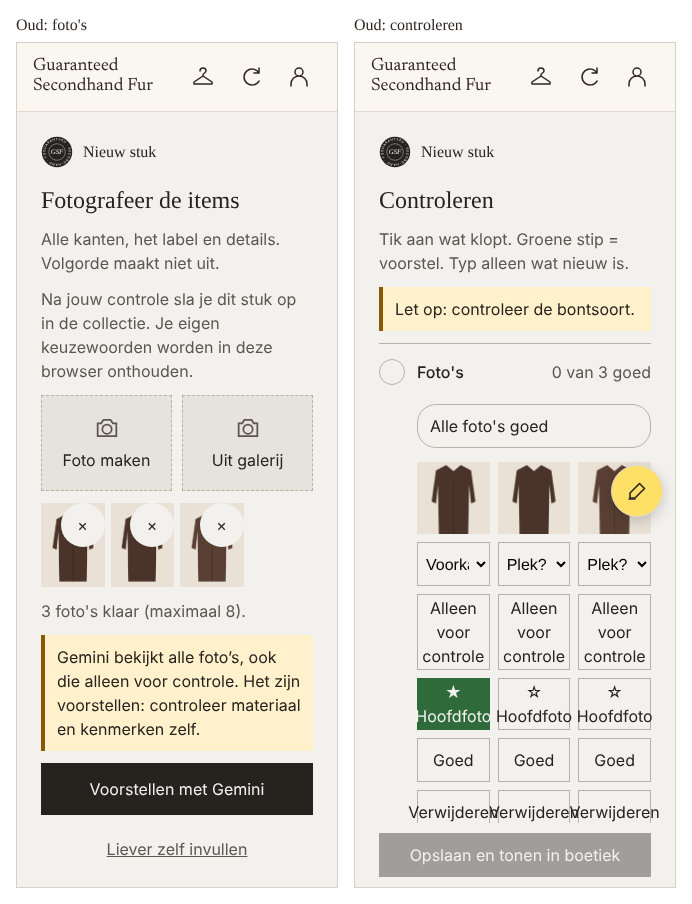 Oud: foto's
Guaranteed
Secondhand Fur
GSF
Nieuw stuk
Fotografeer de items
Alle kanten, het label en details.
Volgorde maakt niet uit.
Na jouw controle sla je dit stuk op
in de collectie. Je eigen
keuzewoorden worden in deze
browser onthouden.
Foto maken
Uit galerij
× × ×
3 foto's klaar (maximaal 8).
Gemini bekijkt alle foto’s, ook
die alleen voor controle. Het zijn
voorstellen: controleer materiaal
en kenmerken zelf.
Voorstellen met Gemini
Liever zelf invullen
Oud: controleren
Guaranteed
Secondhand Fur
GSF
Nieuw stuk
Controleren
Tik aan wat klopt. Groene stip =
voorstel. Typ alleen wat nieuw is.
Let op: controleer de bontsoort.
Foto's 0 van 3 goed
Alle foto's goed
Voorka Plek? Plek?
Alleen voor controle
Alleen voor controle
Alleen voor controle
★ ☆ ☆
Hoofdfoto Hoofdfoto Hoofdfoto
Goed Goed Goed
Verwijderen Verwijderen Verwijderen
Opslaan en tonen in boetiek